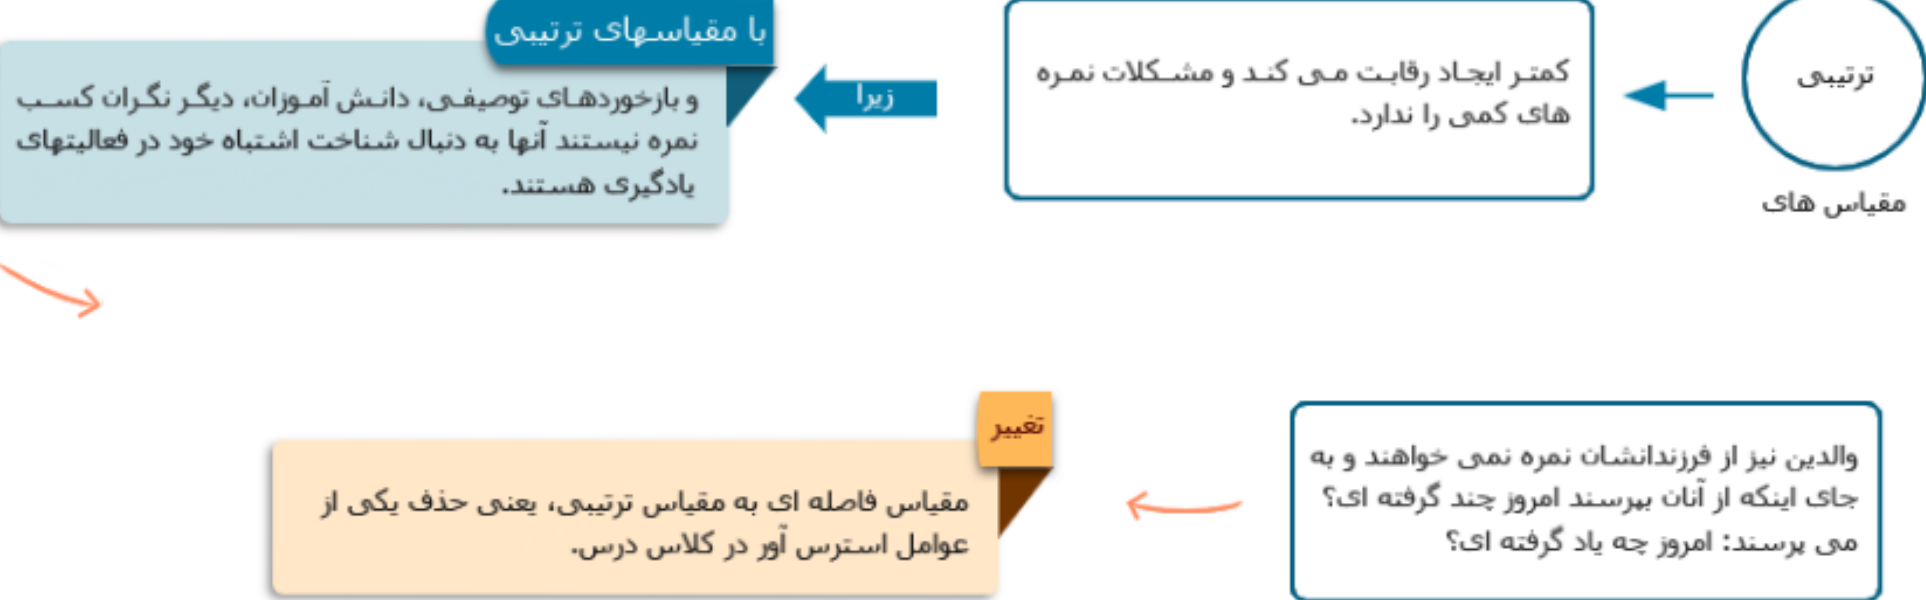 ترتیبی
مقیاس های
کمتر ایجاد رقابت می کند و مشکلات نمره
های کمی را ندارد.
زیرا
با مقیاسهای ترتیبی
و بازخوردهای توصیفی، دانش آموزان، دیگر نگران کسب
نمره نیستند آنها به دنبال شناخت اشتباه خود در فعالیتهای
یادگیری هستند.
والدین نیز از فرزندانشان نمره نمی خواهند و به
جای اینکه از آنان بپرسند امروز چند گرفته ای؟
می پرسند: امروز چه یاد گرفته ای؟
تغییر
مقیاس فاصله ای به مقیاس ترتیبی، یعنی حذف یکی از
عوامل استرس آور در کلاس درس.